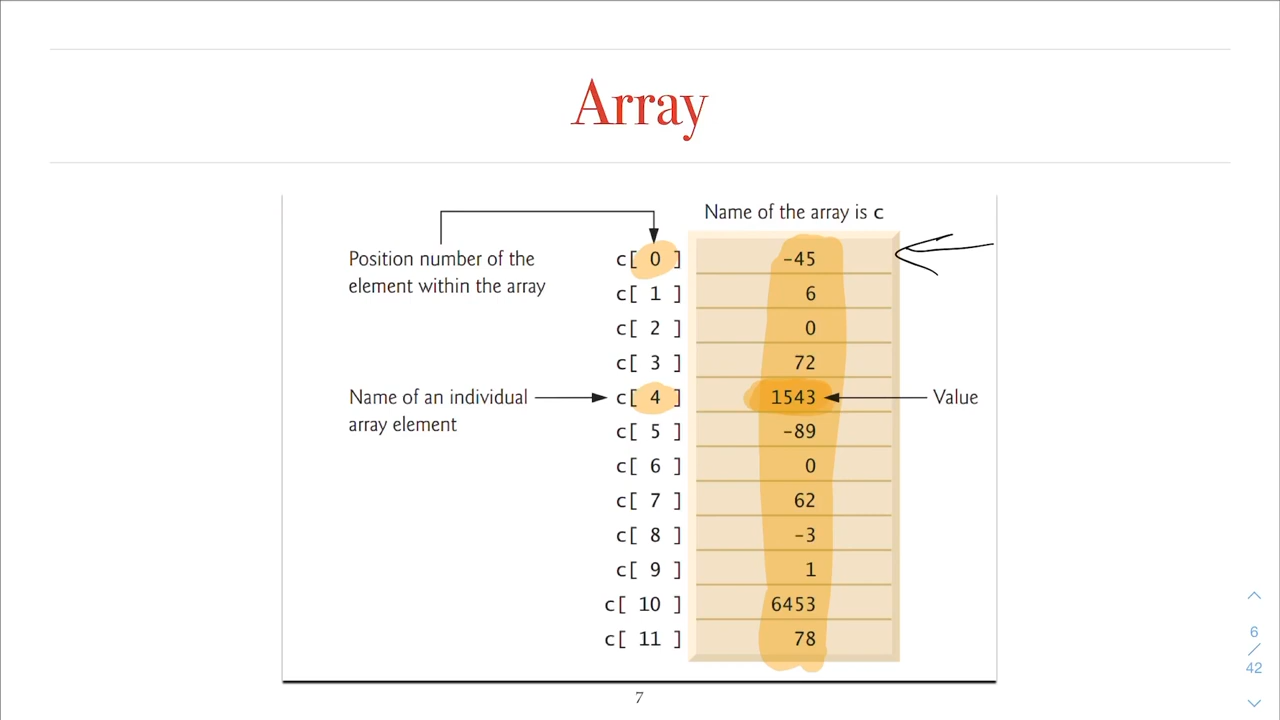 Array
Name of the array is c
Position number of the
element within the array
c[ 0 ] -45
c[ 1 ] 6
c[ 2 ] 0
c[ 3 ] 72
Name of an individual
array element
c[ 4 ] 1543
Value
c[ 5 ] -89
c[ 6 ] 0
c[ 7 ] 62
c[ 8 ] -3
c[ 9 ] 1
c[ 10 ] 6453
c[ 11 ] 78
7
6
/
42